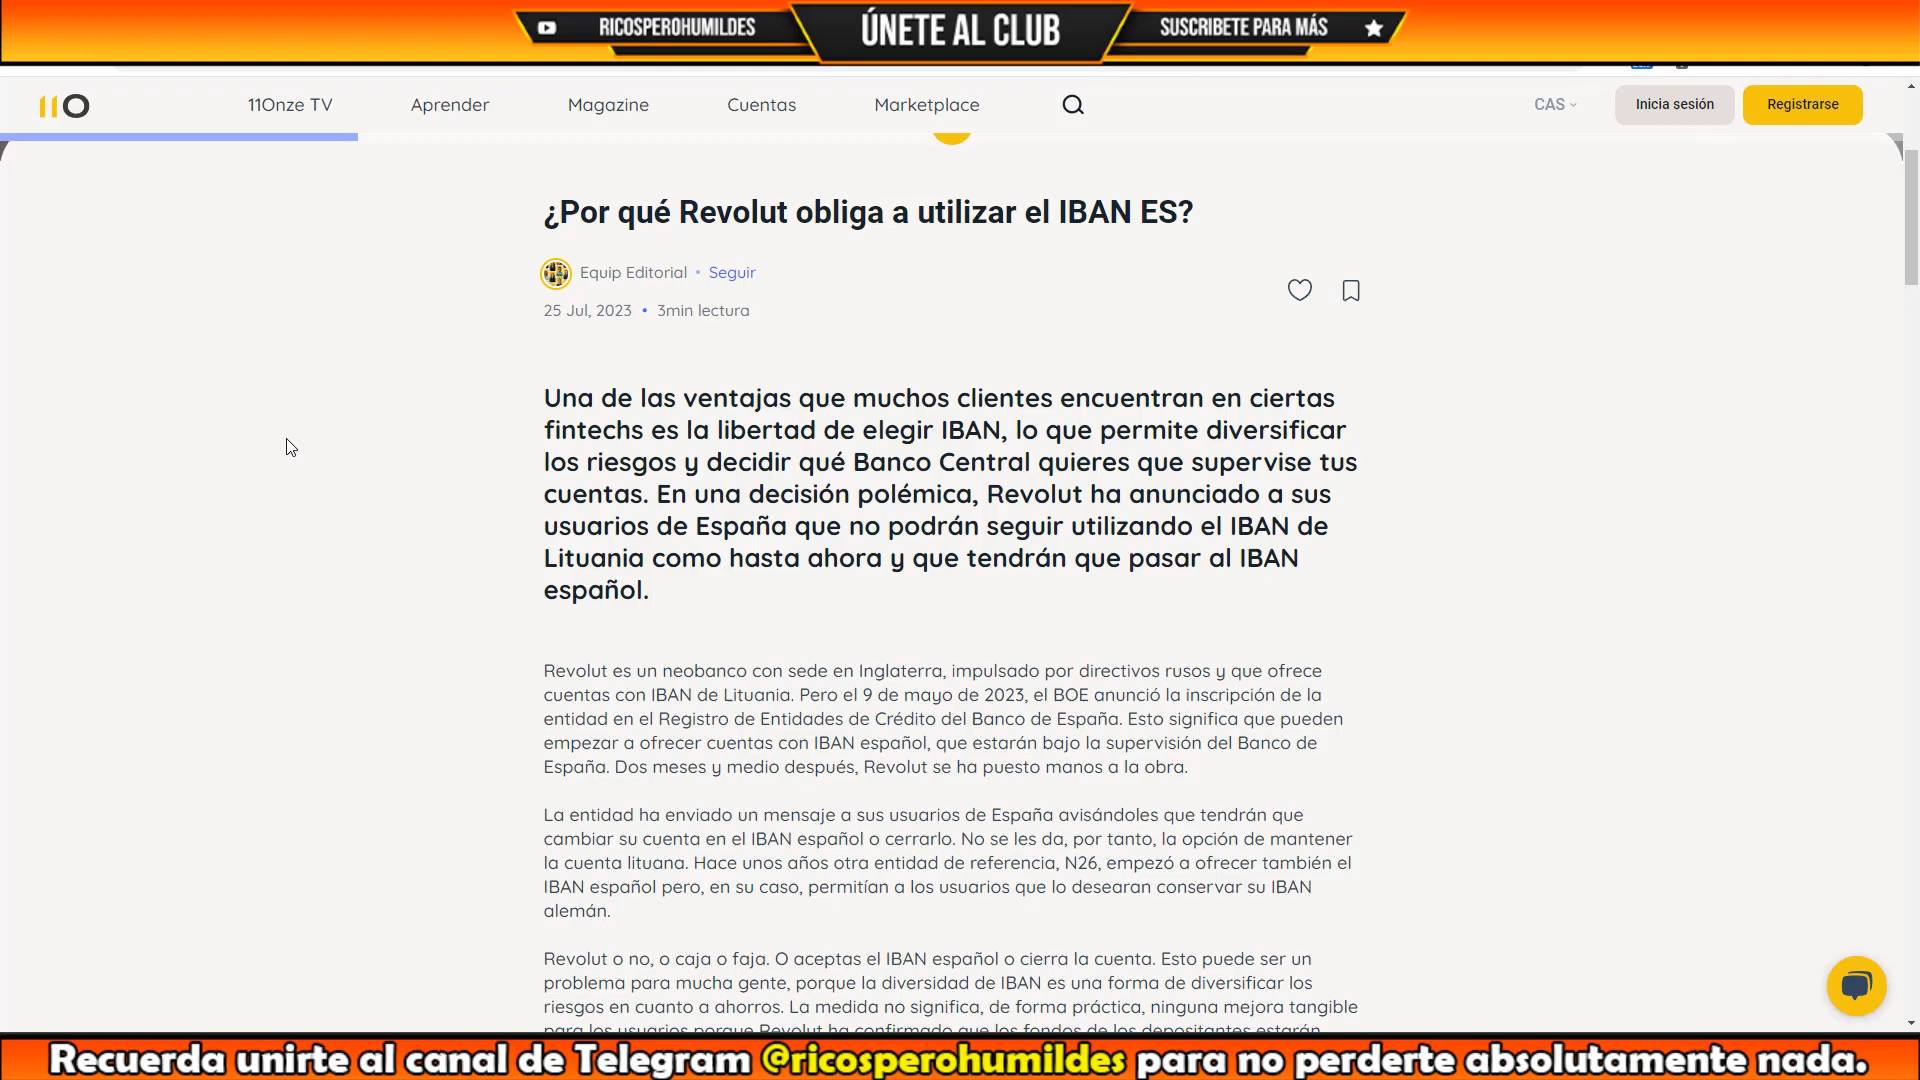 RICOSPEROHUMILDES
ÚNETE AL CLUB
SUSCRIBETE PARA MÁS
11O
11Onze TV
Aprender
Magazine
Cuentas
Marketplace
CAS
Inicia sesión
Registrarse
¿Por qué Revolut obliga a utilizar el IBAN ES?
Equip Editorial • Seguir
25 Jul, 2023 • 3min lectura
Una de las ventajas que muchos clientes encuentran en ciertas
fintechs es la libertad de elegir IBAN, lo que permite diversificar
los riesgos y decidir qué Banco Central quieres que supervise tus
cuentas. En una decisión polémica, Revolut ha anunciado a sus
usuarios de España que no podrán seguir utilizando el IBAN de
Lituania como hasta ahora y que tendrán que pasar al IBAN
español.
Revolut es un neobanco con sede en Inglaterra, impulsado por directivos rusos y que ofrece
cuentas con IBAN de Lituania. Pero el 9 de mayo de 2023, el BOE anunció la inscripción de la
entidad en el Registro de Entidades de Crédito del Banco de España. Esto significa que pueden
empezar a ofrecer cuentas con IBAN español, que estarán bajo la supervisión del Banco de
España. Dos meses y medio después, Revolut se ha puesto manos a la obra.
La entidad ha enviado un mensaje a sus usuarios de España avisándoles que tendrán que
cambiar su cuenta en el IBAN español o cerrarlo. No se les da, por tanto, la opción de mantener
la cuenta lituana. Hace unos años otra entidad de referencia, N26, empezó a ofrecer también el
IBAN español pero, en su caso, permitían a los usuarios que lo desearan conservar su IBAN
alemán.
Revolut o no, o caja o faja. O aceptas el IBAN español o cierra la cuenta. Esto puede ser un
problema para mucha gente, porque la diversidad de IBAN es una forma de diversificar los
riesgos en cuanto a ahorros. La medida no significa, de forma práctica, ninguna mejora tangible
para los usuarios porque Revolut ha confirmado que los fondos de los depositantes estarán
Recuerda unirte al canal de Telegram @ricosperohumildes para no perderte absolutamente nada.